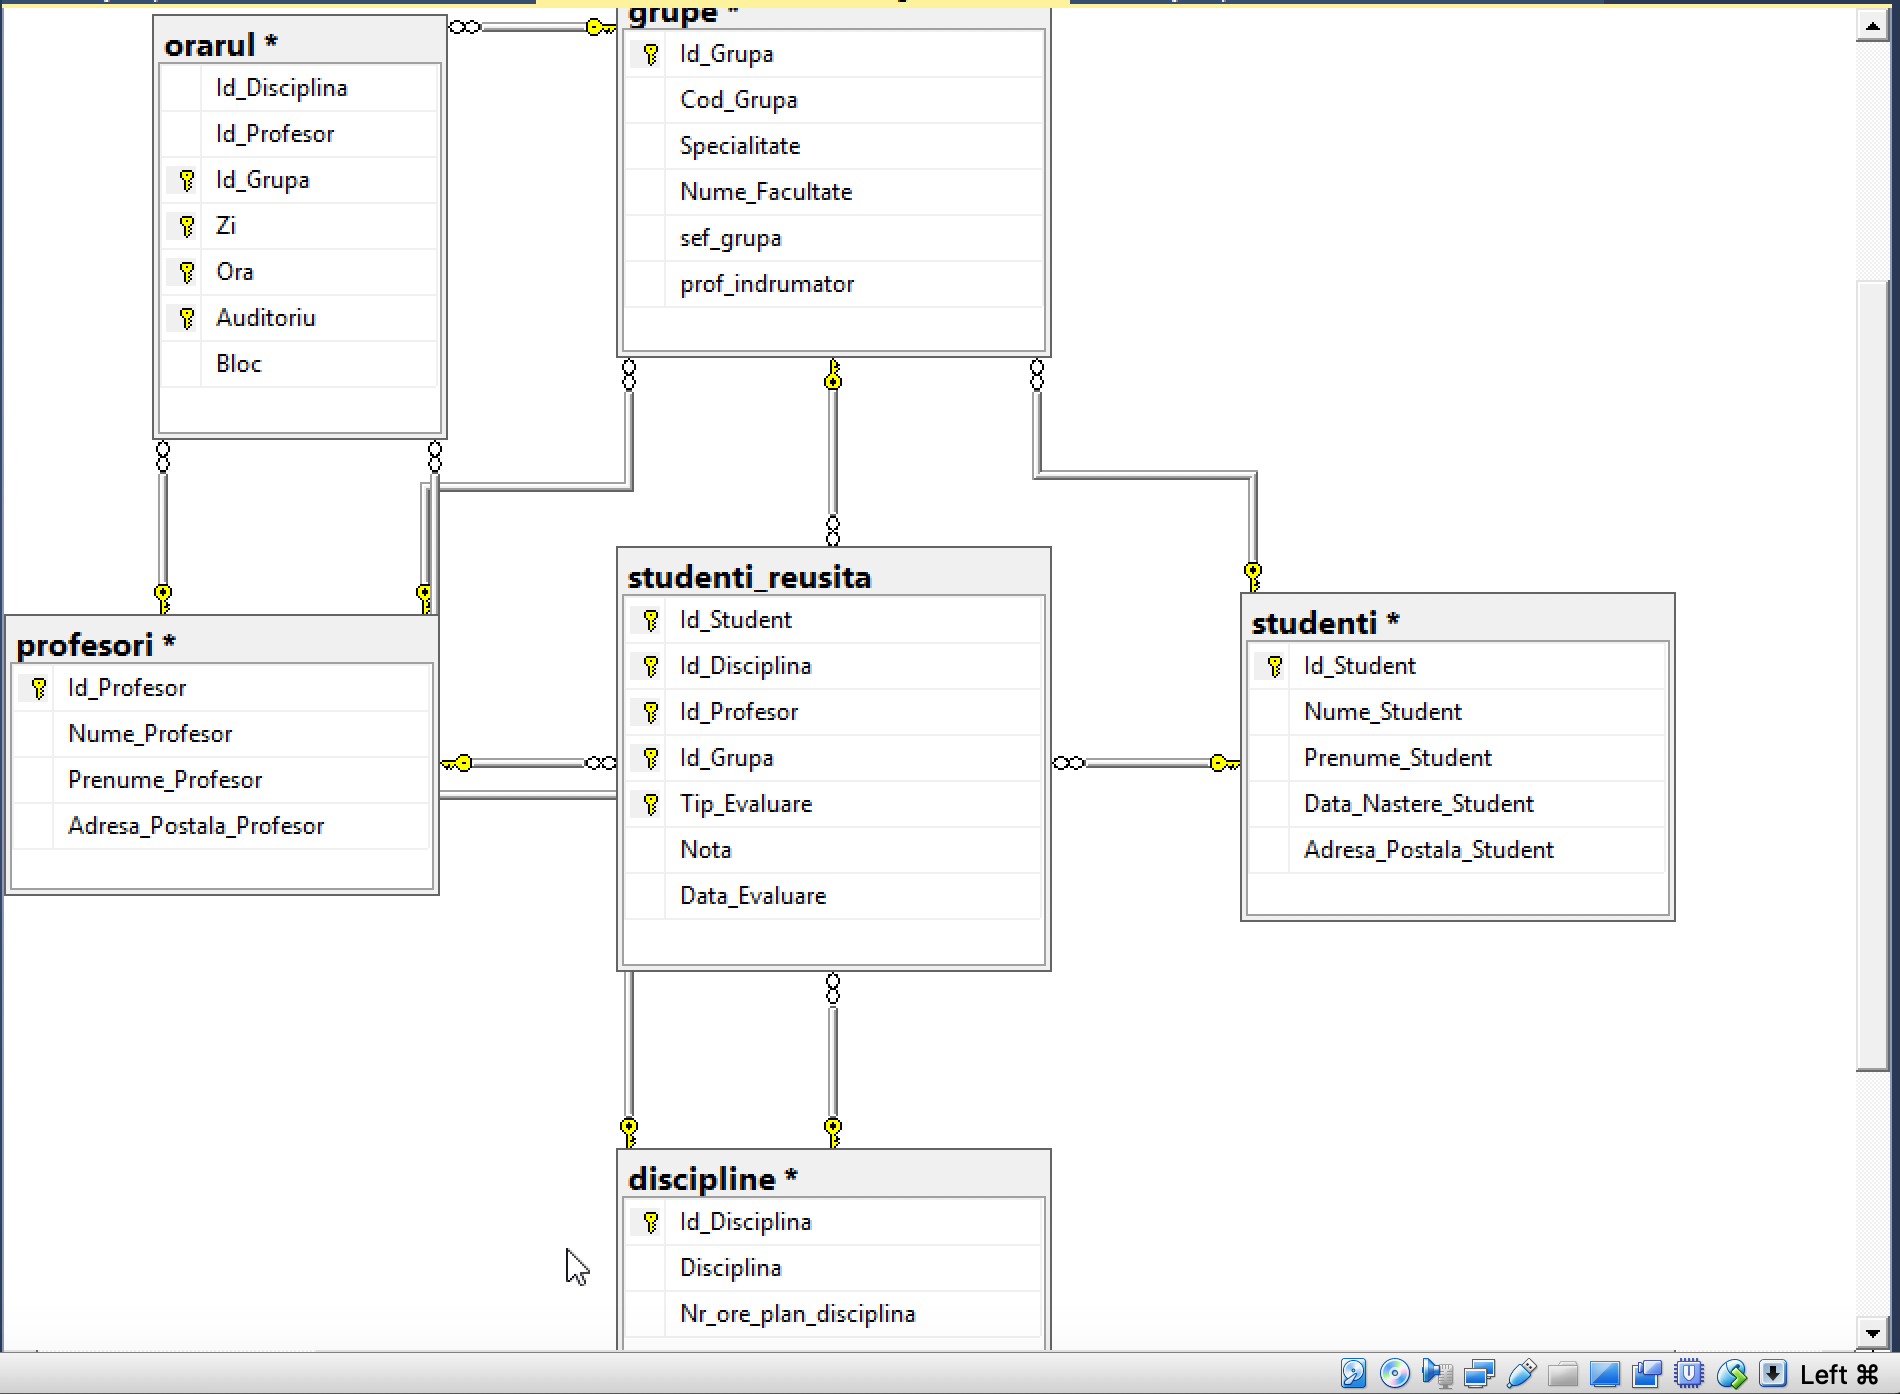 orarul *
Id_Disciplina
Id_Profesor
Id_Grupa
Zi
Ora
Auditoriu
Bloc
grupe *
Id_Grupa
Cod_Grupa
Specialitate
Nume_Facultate
sef_grupa
prof_indrumator
profesori *
Id_Profesor
Nume_Profesor
Prenume_Profesor
Adresa_Postala_Profesor
studenti_reusita
Id_Student
Id_Disciplina
Id_Profesor
Id_Grupa
Tip_Evaluare
Nota
Data_Evaluare
studenti *
Id_Student
Nume_Student
Prenume_Student
Data_Nastere_Student
Adresa_Postala_Student
discipline *
Id_Disciplina
Disciplina
Nr_ore_plan_disciplina
Left ⌘